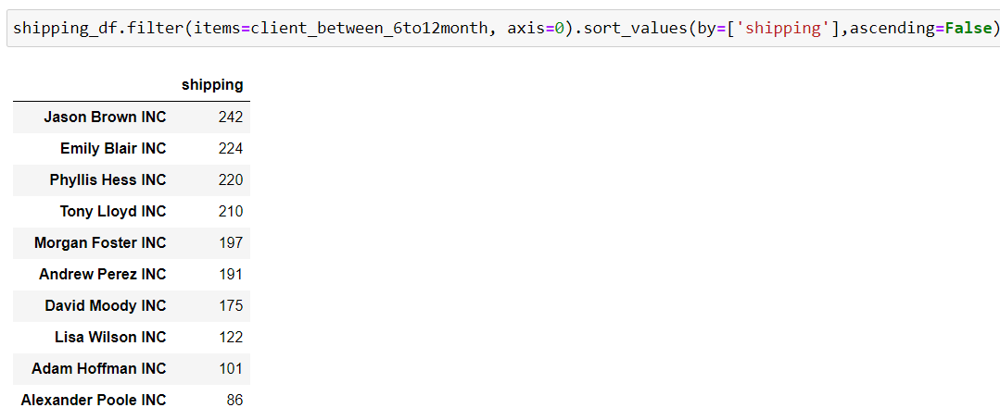 shipping_df.filter(items=client_between_6to12month, axis=0).sort_values(by=['shipping'],ascending=False)
shipping
Jason Brown INC 242
Emily Blair INC 224
Phyllis Hess INC 220
Tony Lloyd INC 210
Morgan Foster INC 197
Andrew Perez INC 191
David Moody INC 175
Lisa Wilson INC 122
Adam Hoffman INC 101
Alexander Poole INC 86